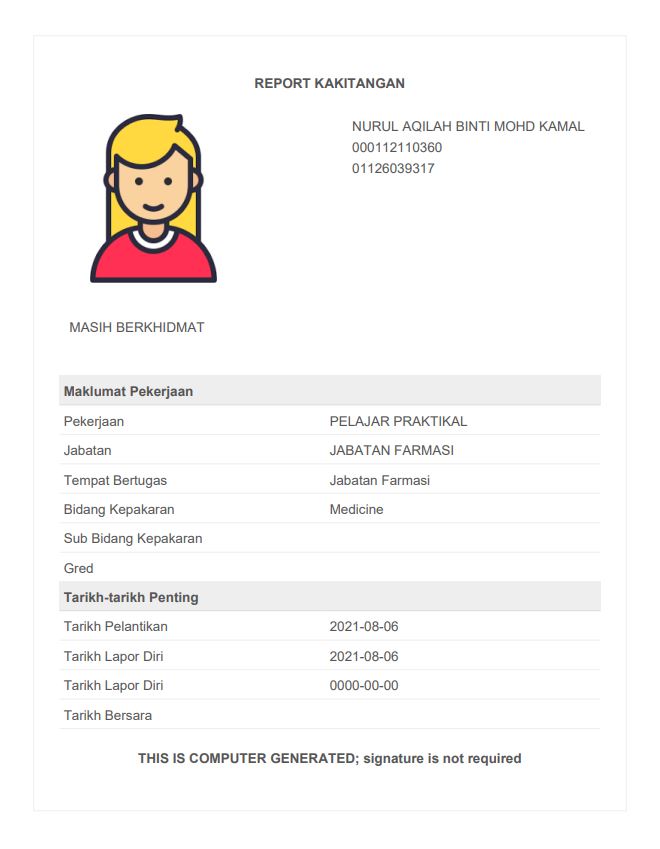 REPORT KAKITANGAN
NURUL AQILAH BINTI MOHD KAMAL
000112110360
01126039317
MASIH BERKHIDMAT
Maklumat Pekerjaan
Pekerjaan PELAJAR PRAKTIKAL
Jabatan JABATAN FARMASI
Tempat Bertugas Jabatan Farmasi
Bidang Kepakaran Medicine
Sub Bidang Kepakaran
Gred
Tarikh-tarikh Penting
Tarikh Pelantikan 2021-08-06
Tarikh Lapor Diri 2021-08-06
Tarikh Lapor Diri 0000-00-00
Tarikh Bersara
THIS IS COMPUTER GENERATED; signature is not required